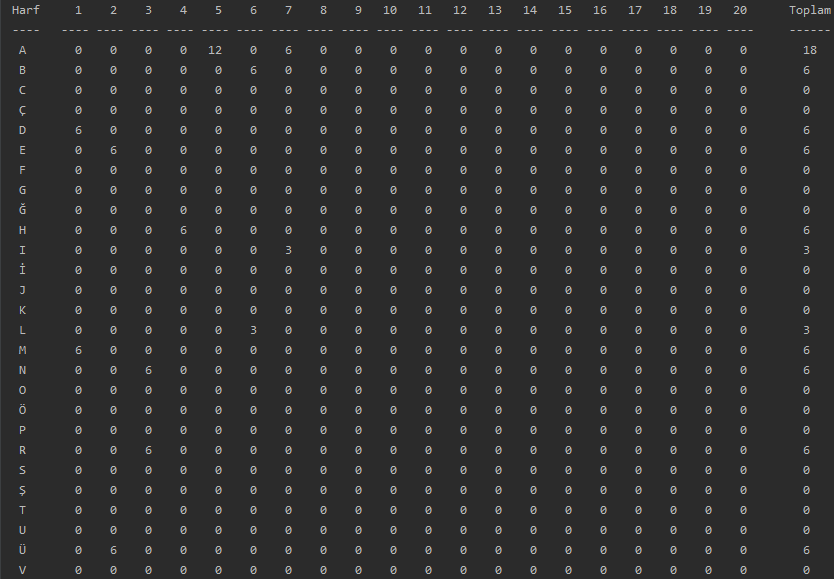 Harf 1 2 3 4 5 6 7 8 9 10 11 12 13 14 15 16 17 18 19 20 Toplam
---- ---- ---- ---- ---- ---- ---- ---- ---- ---- ---- ---- ---- ---- ---- ---- ---- ---- ---- ---- ---- ------
A 0 0 0 0 12 0 6 0 0 0 0 0 0 0 0 0 0 0 0 0 18
B 0 0 0 0 0 6 0 0 0 0 0 0 0 0 0 0 0 0 0 0 6
C 0 0 0 0 0 0 0 0 0 0 0 0 0 0 0 0 0 0 0 0 0
Ç 0 0 0 0 0 0 0 0 0 0 0 0 0 0 0 0 0 0 0 0 0
D 6 0 0 0 0 0 0 0 0 0 0 0 0 0 0 0 0 0 0 0 6
E 0 6 0 0 0 0 0 0 0 0 0 0 0 0 0 0 0 0 0 0 6
F 0 0 0 0 0 0 0 0 0 0 0 0 0 0 0 0 0 0 0 0 0
G 0 0 0 0 0 0 0 0 0 0 0 0 0 0 0 0 0 0 0 0 0
Ğ 0 0 0 0 0 0 0 0 0 0 0 0 0 0 0 0 0 0 0 0 0
H 0 0 0 6 0 0 0 0 0 0 0 0 0 0 0 0 0 0 0 0 6
I 0 0 0 0 0 0 3 0 0 0 0 0 0 0 0 0 0 0 0 0 3
İ 0 0 0 0 0 0 0 0 0 0 0 0 0 0 0 0 0 0 0 0 0
J 0 0 0 0 0 0 0 0 0 0 0 0 0 0 0 0 0 0 0 0 0
K 0 0 0 0 0 0 0 0 0 0 0 0 0 0 0 0 0 0 0 0 0
L 0 0 0 0 0 3 0 0 0 0 0 0 0 0 0 0 0 0 0 0 3
M 6 0 0 0 0 0 0 0 0 0 0 0 0 0 0 0 0 0 0 0 6
N 0 0 6 0 0 0 0 0 0 0 0 0 0 0 0 0 0 0 0 0 6
O 0 0 0 0 0 0 0 0 0 0 0 0 0 0 0 0 0 0 0 0 0
Ö 0 0 0 0 0 0 0 0 0 0 0 0 0 0 0 0 0 0 0 0 0
P 0 0 0 0 0 0 0 0 0 0 0 0 0 0 0 0 0 0 0 0 0
R 0 0 6 0 0 0 0 0 0 0 0 0 0 0 0 0 0 0 0 0 6
S 0 0 0 0 0 0 0 0 0 0 0 0 0 0 0 0 0 0 0 0 0
Ş 0 0 0 0 0 0 0 0 0 0 0 0 0 0 0 0 0 0 0 0 0
T 0 0 0 0 0 0 0 0 0 0 0 0 0 0 0 0 0 0 0 0 0
U 0 0 0 0 0 0 0 0 0 0 0 0 0 0 0 0 0 0 0 0 0
Ü 0 6 0 0 0 0 0 0 0 0 0 0 0 0 0 0 0 0 0 0 6
V 0 0 0 0 0 0 0 0 0 0 0 0 0 0 0 0 0 0 0 0 0